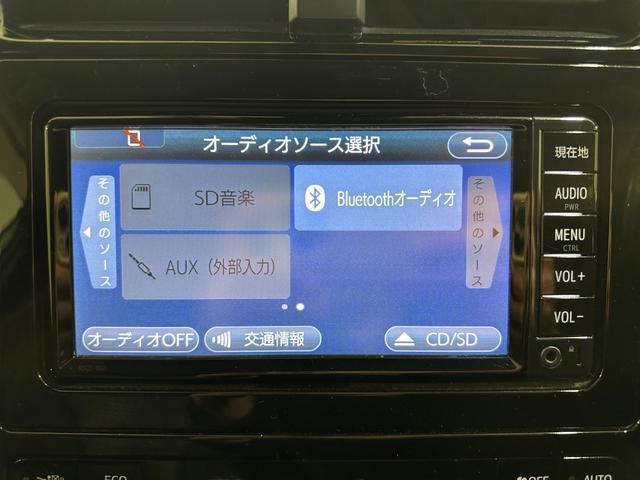 オーディオソース選択
現在地
その他のソース
SD音楽
Bluetoothオーディオ
その他のソース
AUDIO
PWR
AUX（外部入力）
MENU
CTRL
VOL+
オーディオOFF
交通情報
CD/SD
VOL-
ECO
OFF
AUTO